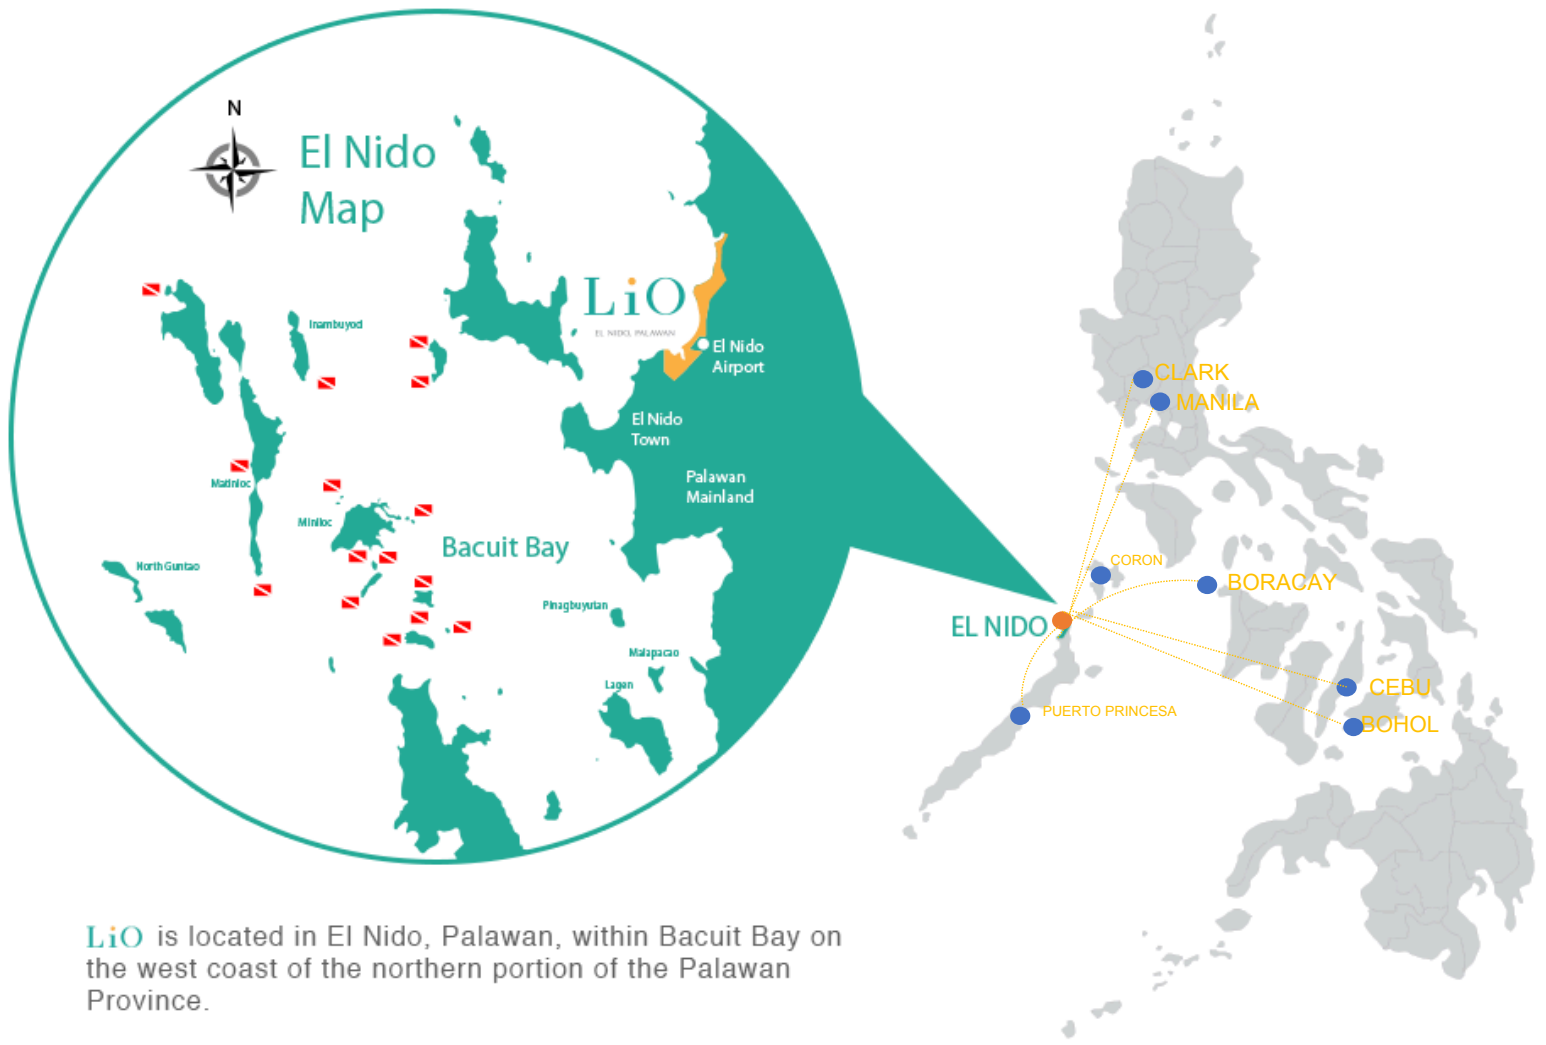 N
El Nido
Map
LiO
EL NIDO, PALAWAN
Inambuyod
El Nido
Airport
El Nido
Town
Palawan
Mainland
Matinloc
Miniloc
Bacuit Bay
North Guntao
Pinagbuyutan
Malapacao
Lagen
CLARK
MANILA
CORON
BORACAY
EL NIDO
CEBU
PUERTO PRINCESA
BOHOL
LiO is located in El Nido, Palawan, within Bacuit Bay on
the west coast of the northern portion of the Palawan
Province.